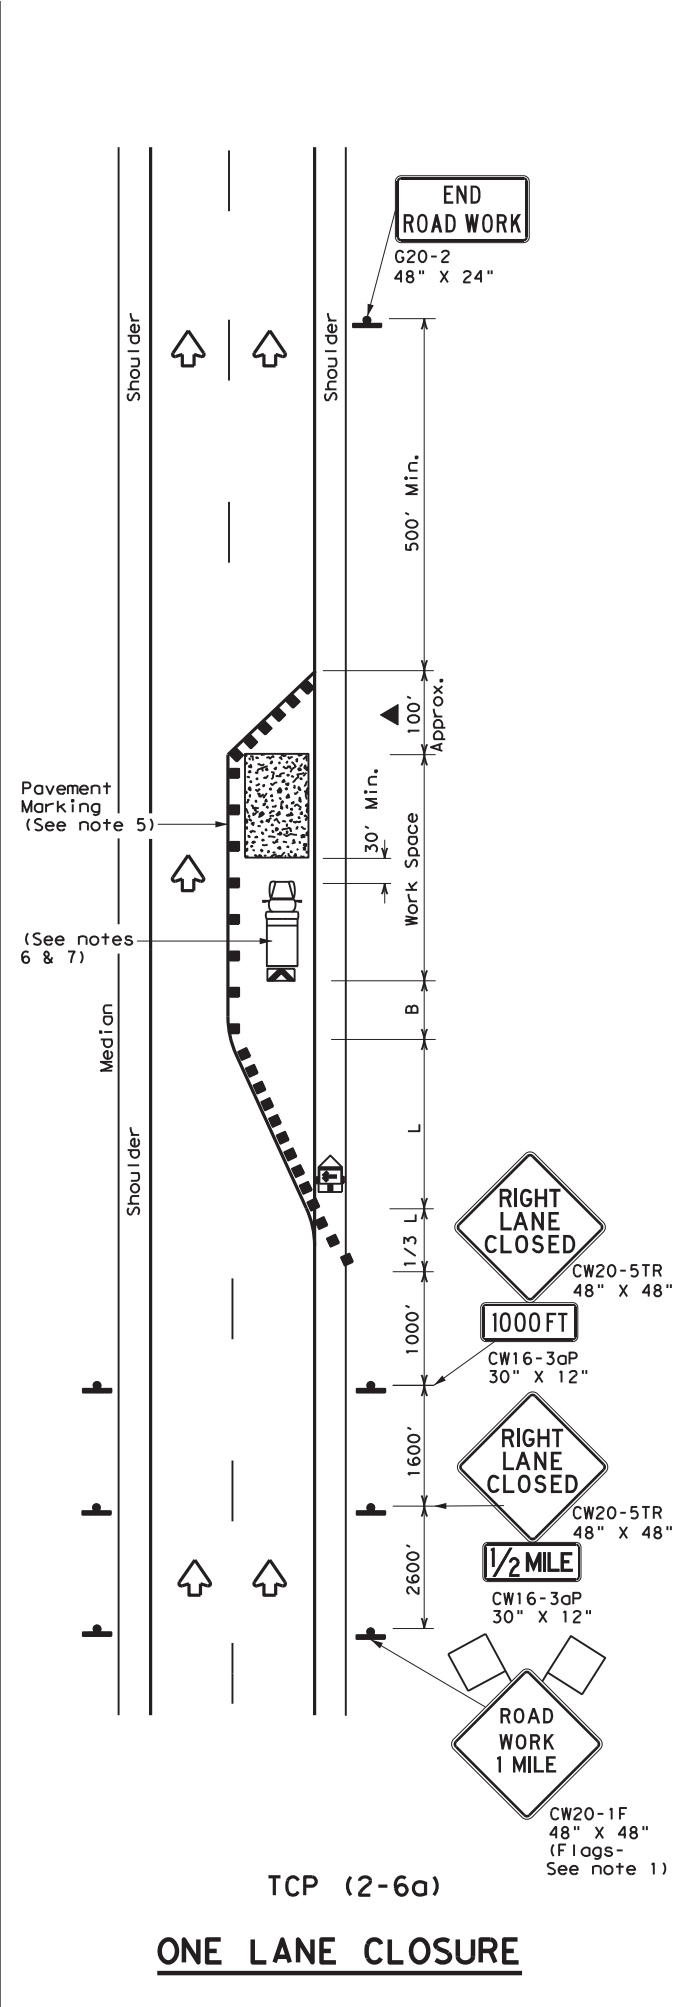 END
ROAD WORK
G20-2
48" X 24"
Shoulder
Shoulder
500' Min.
100'
Approx.
Pavement
Marking
(See note 5)
30' Min.
Work Space
(See notes
6 & 7)
B
Median
L
Shoulder
1/3 L
RIGHT
LANE
CLOSED
CW20-5TR
48" X 48"
1000'
1000 FT
CW16-3aP
30" X 12"
1600'
RIGHT
LANE
CLOSED
CW20-5TR
48" X 48"
2600'
1/2 MILE
CW16-3aP
30" X 12"
ROAD
WORK
1 MILE
CW20-1F
48" X 48"
(Flags-
See note 1)
TCP (2-6a)
ONE LANE CLOSURE